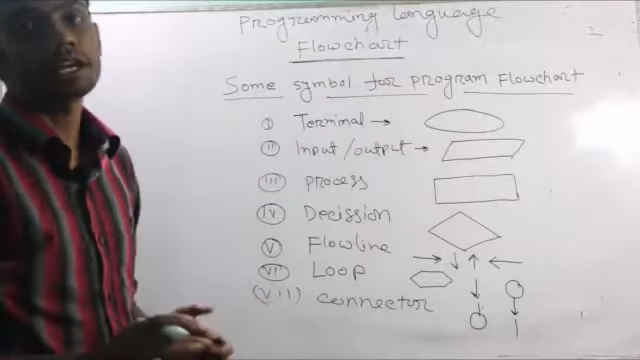 Programming language
Flowchart
Some symbol for program Flowchart
I Terminal →
II Input/output →
III process
IV Decission
V Flowline
VI Loop
(VII) connector
2